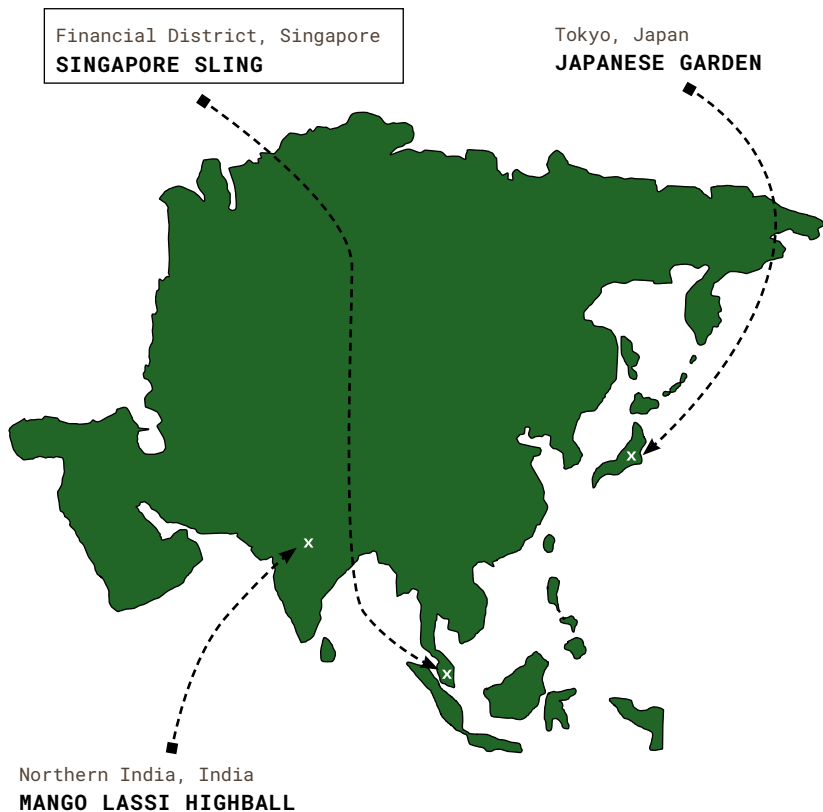 Financial District, Singapore
SINGAPORE SLING
Tokyo, Japan
JAPANESE GARDEN
x
x
x
Northern India, India
MANGO LASSI HIGHBALL